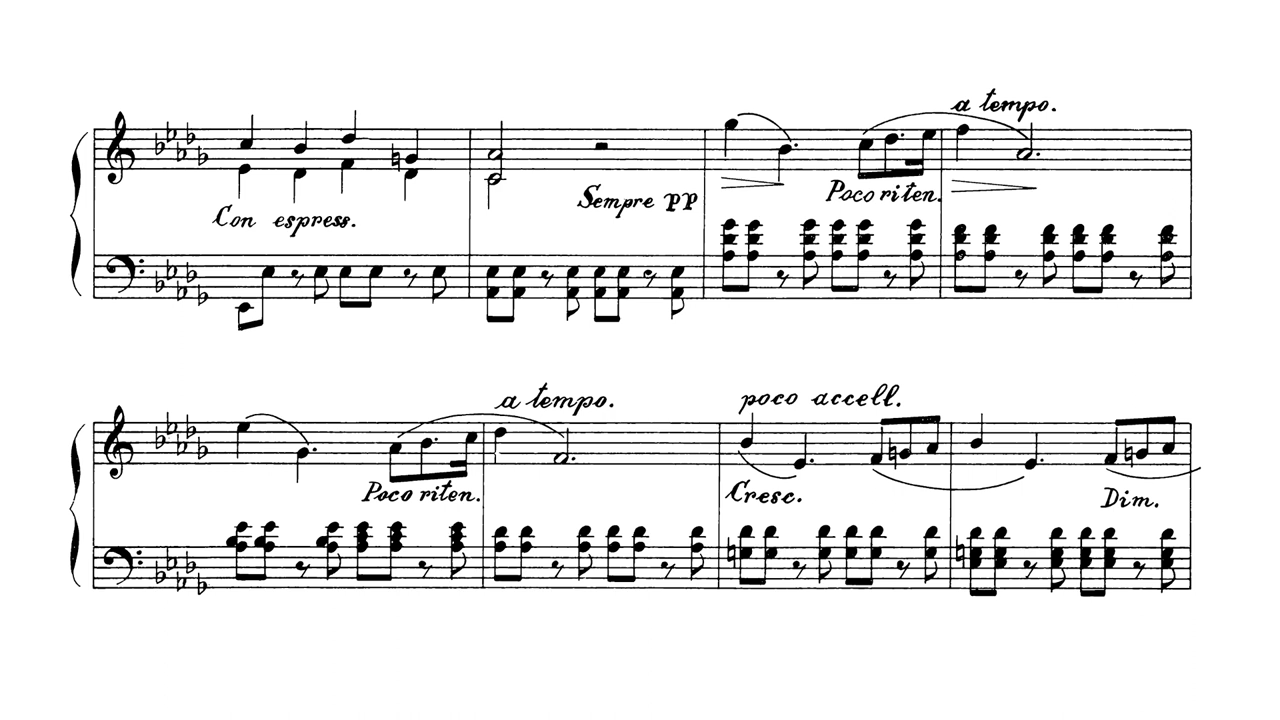 a tempo.
Con espress.
Sempre pp
Poco riten.
a tempo.
poco accell.
Poco riten.
Cresc.
Dim.